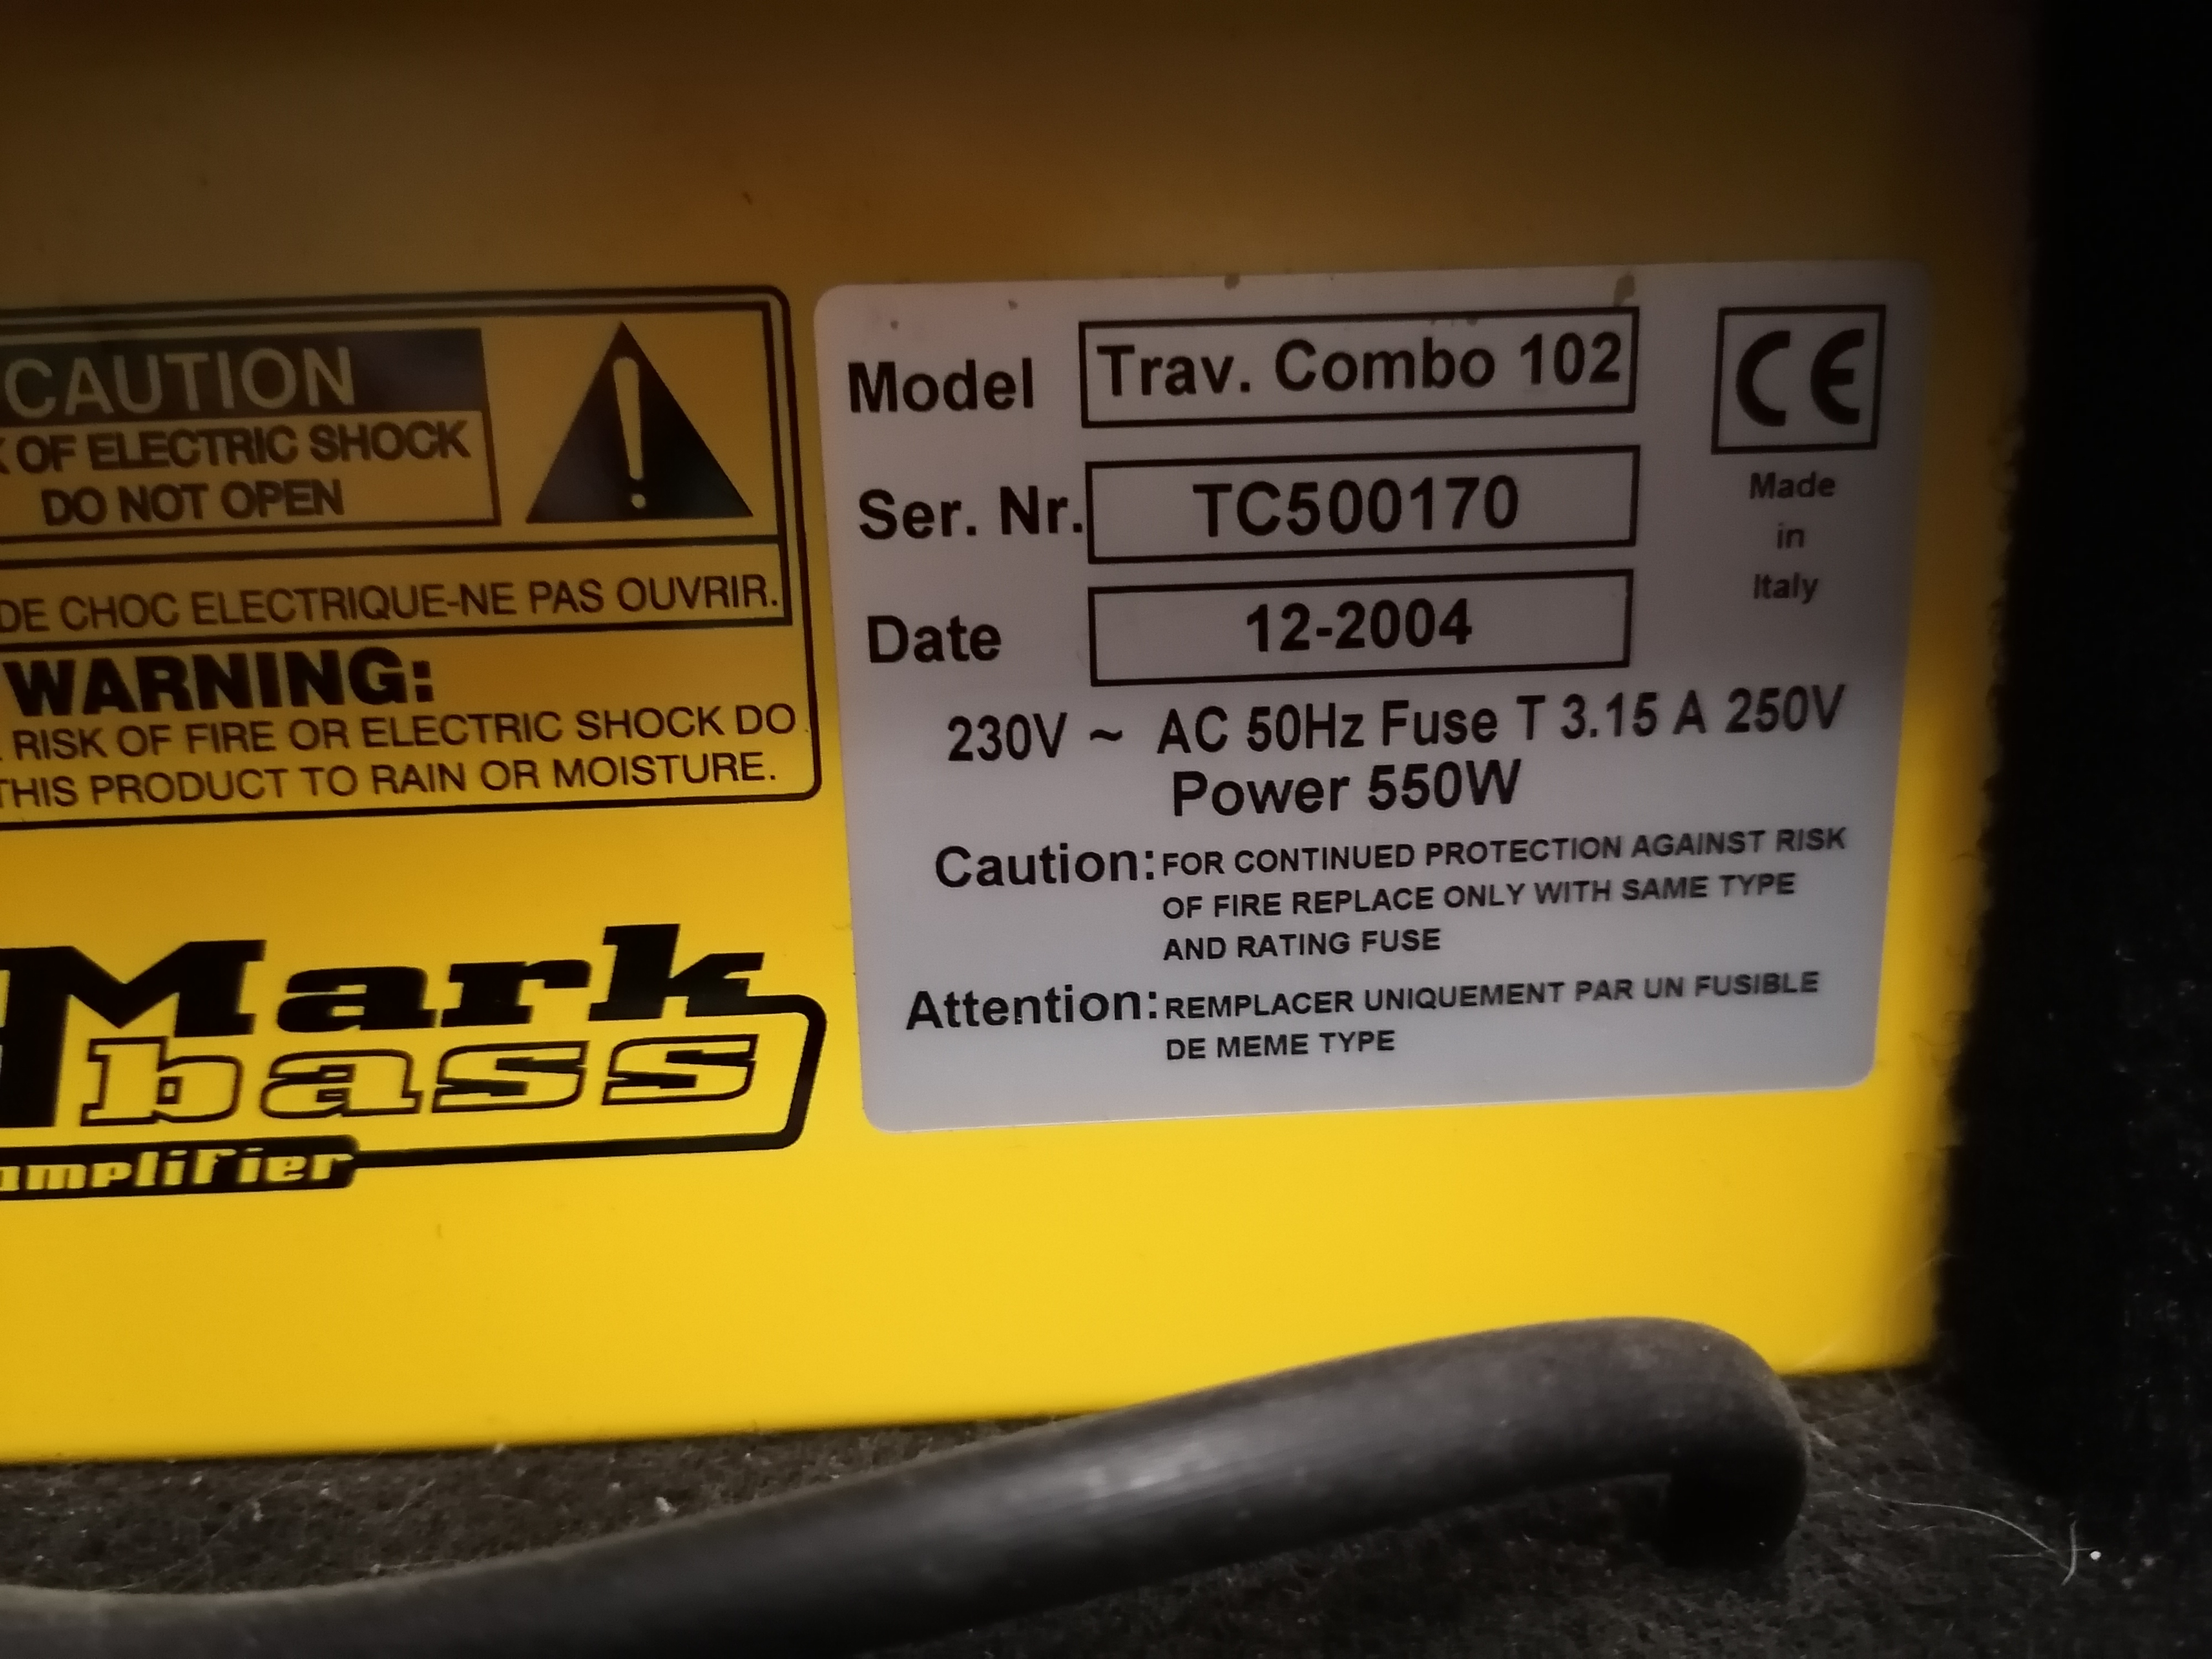 CAUTION
OF ELECTRIC SHOCK
DO NOT OPEN
DE CHOC ELECTRIQUE-NE PAS OUVRIR.
WARNING:
RISK OF FIRE OR ELECTRIC SHOCK DO
THIS PRODUCT TO RAIN OR MOISTURE.
Mark
bass
amplifier
Model Trav. Combo 102
Ser. Nr. TC500170
Date 12-2004
CE
Made
in
Italy
230V ~ AC 50Hz Fuse T 3.15 A 250V
Power 550W
Caution: FOR CONTINUED PROTECTION AGAINST RISK
OF FIRE REPLACE ONLY WITH SAME TYPE
AND RATING FUSE
Attention: REMPLACER UNIQUEMENT PAR UN FUSIBLE
DE MEME TYPE